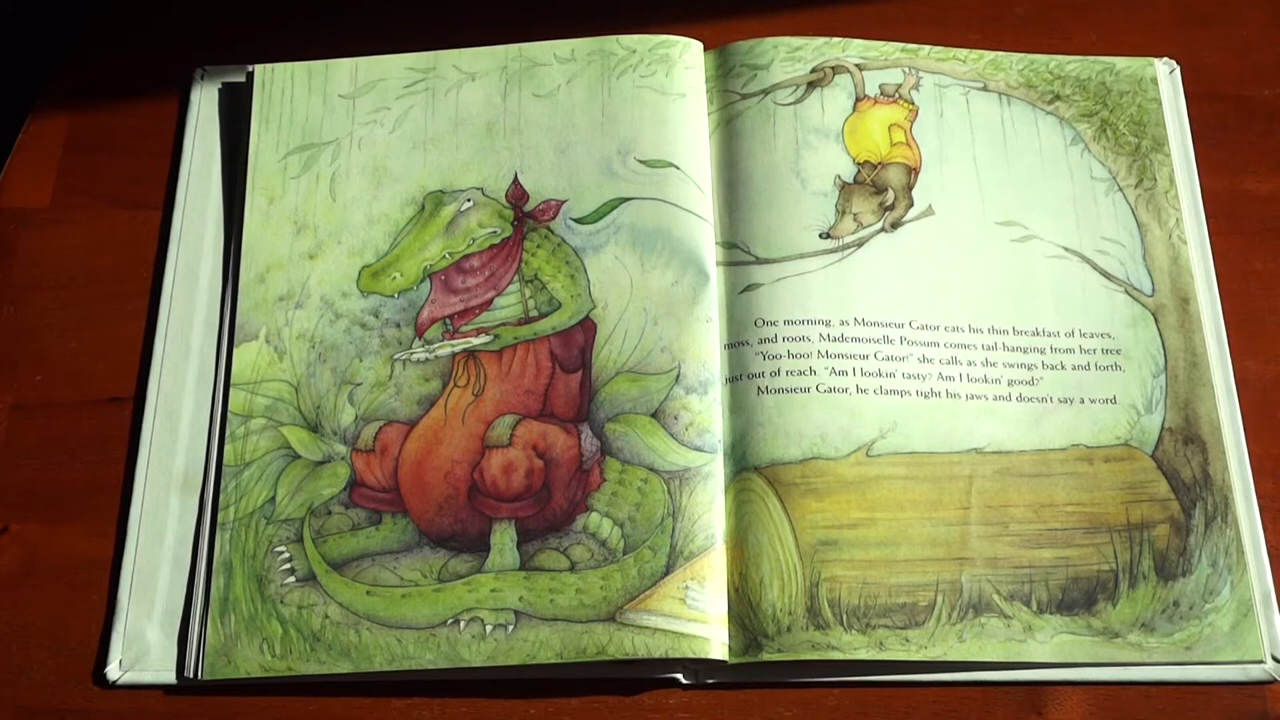 One morning, as Monsieur Gator eats his thin breakfast of leaves,
moss, and roots, Mademoiselle Possum comes tail-hanging from her tree
"Yoo-hoo! Monsieur Gator!" she calls as she swings back and forth,
just out of reach. "Am I lookin' tasty? Am I lookin' good?"
Monsieur Gator, he clamps tight his jaws and doesn't say a word.